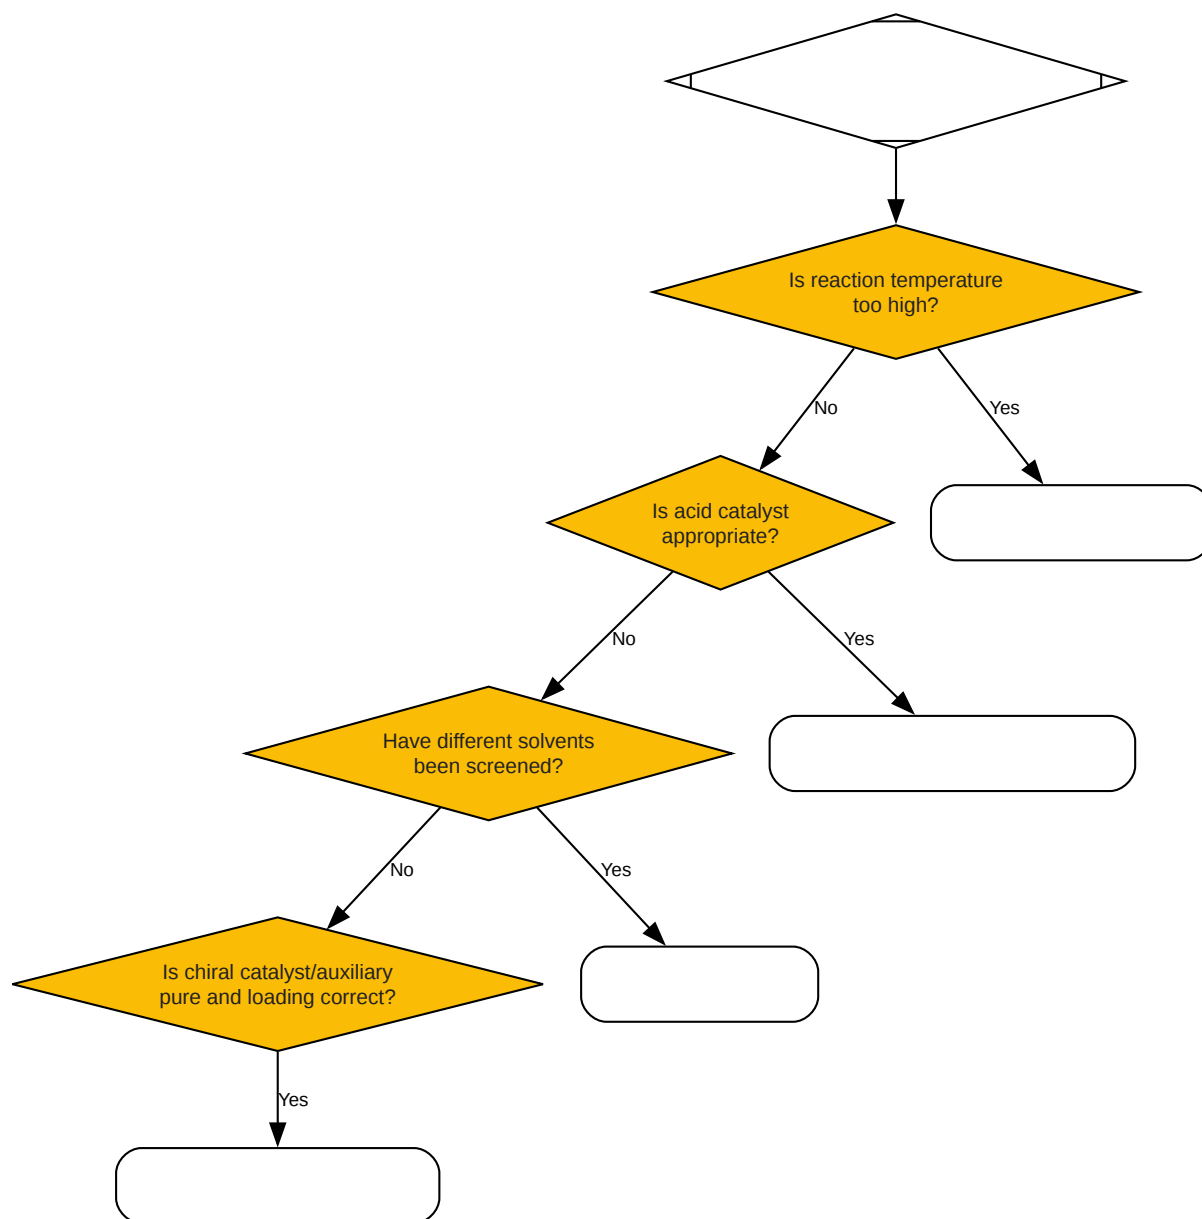 Is reaction temperature
too high?
No
Yes
Is acid catalyst
appropriate?
No
Yes
Have different solvents
been screened?
No
Yes
Is chiral catalyst/auxiliary
pure and loading correct?
Yes